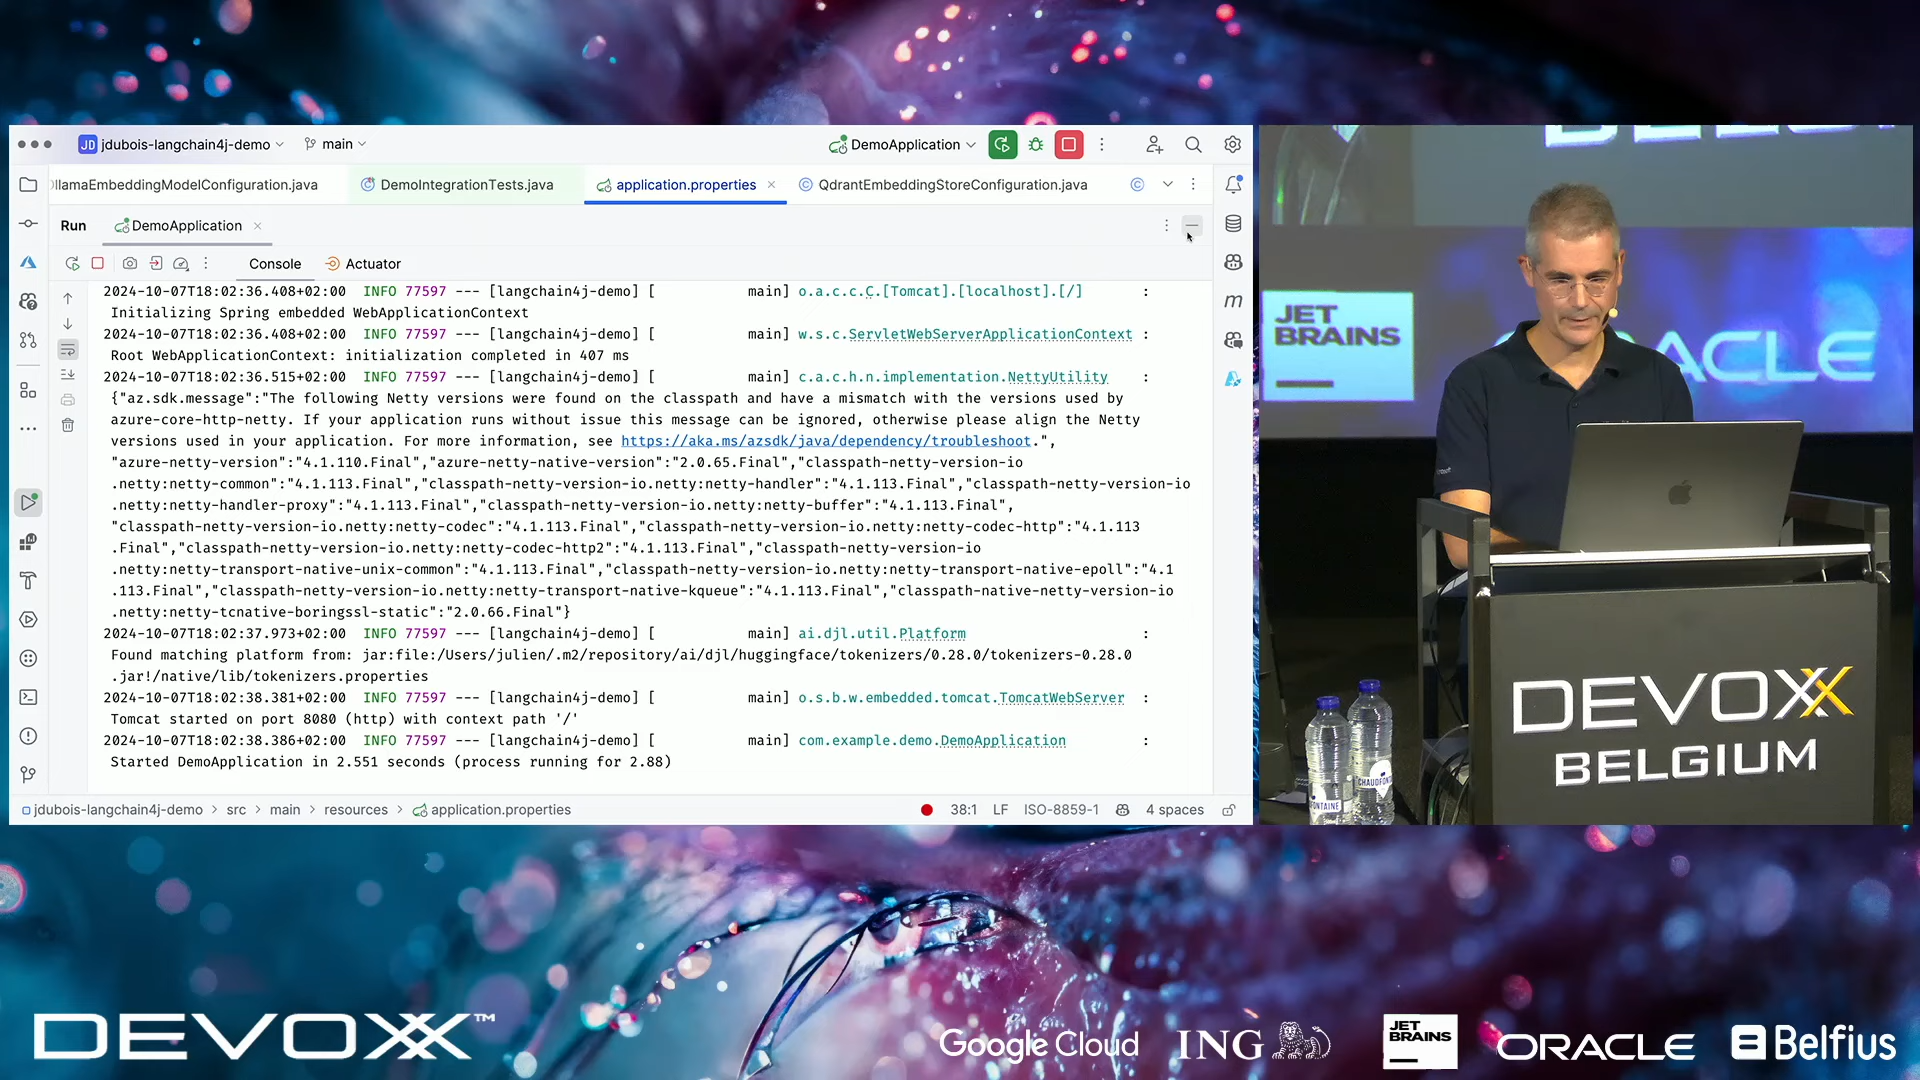 JD jdubois-langchain4j-demo main DemoApplication
llamaEmbeddingModelConfiguration.java DemoIntegrationTests.java application.properties QdrantEmbeddingStoreConfiguration.java
Run DemoApplication
Console Actuator
2024-10-07T18:02:36.408+02:00 INFO 77597 --- [langchain4j-demo] [ main] o.a.c.c.C.[Tomcat].[localhost].[/] :
Initializing Spring embedded WebApplicationContext
2024-10-07T18:02:36.408+02:00 INFO 77597 --- [langchain4j-demo] [ main] w.s.c.ServletWebServerApplicationContext :
Root WebApplicationContext: initialization completed in 407 ms
2024-10-07T18:02:36.515+02:00 INFO 77597 --- [langchain4j-demo] [ main] c.a.c.h.n.implementation.NettyUtility :
{"az.sdk.message":"The following Netty versions were found on the classpath and have a mismatch with the versions used by
azure-core-http-netty. If your application runs without issue this message can be ignored, otherwise please align the Netty
versions used in your application. For more information, see https://aka.ms/azsdk/java/dependency/troubleshoot.",
"azure-netty-version":"4.1.110.Final","azure-netty-native-version":"2.0.65.Final","classpath-netty-version-io
.netty:netty-common":"4.1.113.Final","classpath-netty-version-io.netty:netty-handler":"4.1.113.Final","classpath-netty-version-io
.netty:netty-handler-proxy":"4.1.113.Final","classpath-netty-version-io.netty:netty-buffer":"4.1.113.Final",
"classpath-netty-version-io.netty:netty-codec":"4.1.113.Final","classpath-netty-version-io.netty:netty-codec-http":"4.1.113
.Final","classpath-netty-version-io.netty:netty-codec-http2":"4.1.113.Final","classpath-netty-version-io
.netty:netty-transport-native-unix-common":"4.1.113.Final","classpath-netty-version-io.netty:netty-transport-native-epoll":"4.1
.113.Final","classpath-netty-version-io.netty:netty-transport-native-kqueue":"4.1.113.Final","classpath-native-netty-version-io
.netty:netty-tcnative-boringssl-static":"2.0.66.Final"}
2024-10-07T18:02:37.973+02:00 INFO 77597 --- [langchain4j-demo] [ main] ai.djl.util.Platform :
Found matching platform from: jar:file:/Users/julien/.m2/repository/ai/djl/huggingface/tokenizers/0.28.0/tokenizers-0.28.0
.jar!/native/lib/tokenizers.properties
2024-10-07T18:02:38.381+02:00 INFO 77597 --- [langchain4j-demo] [ main] o.s.b.w.embedded.tomcat.TomcatWebServer :
Tomcat started on port 8080 (http) with context path '/'
2024-10-07T18:02:38.386+02:00 INFO 77597 --- [langchain4j-demo] [ main] com.example.demo.DemoApplication :
Started DemoApplication in 2.551 seconds (process running for 2.88)
jdubois-langchain4j-demo > src > main > resources > application.properties 38:1 LF ISO-8859-1 4 spaces
JET
BRAINS
ACLE
DEVOXX
BELGIUM
DEVOXX™
Google Cloud
ING
JET
BRAINS
ORACLE
Belfius